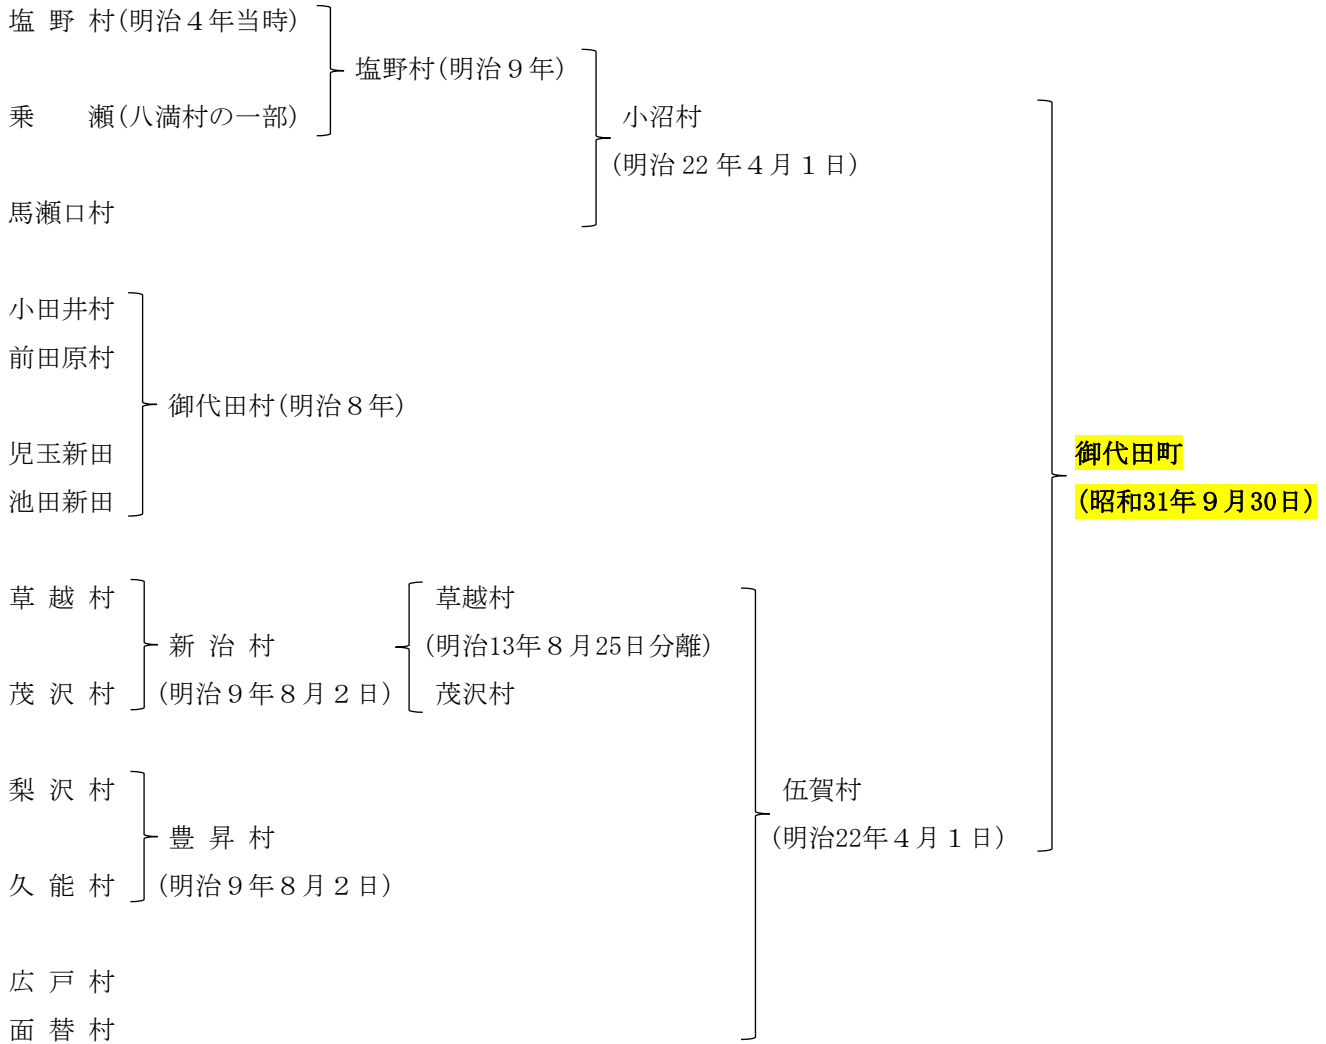 塩 野 村(明治４年当時)
塩野村(明治９年)
乗　　瀬(八満村の一部)
小沼村
(明治 22 年４月１日)
馬瀬口村
小田井村
前田原村
御代田村(明治８年)
児玉新田
池田新田
御代田町
(昭和31年９月30日)
草 越 村
草越村
新 治 村
(明治13年８月25日分離)
茂 沢 村
(明治９年８月２日)
茂沢村
梨 沢 村
伍賀村
豊 昇 村
(明治22年４月１日)
久 能 村
(明治９年８月２日)
広 戸 村
面 替 村